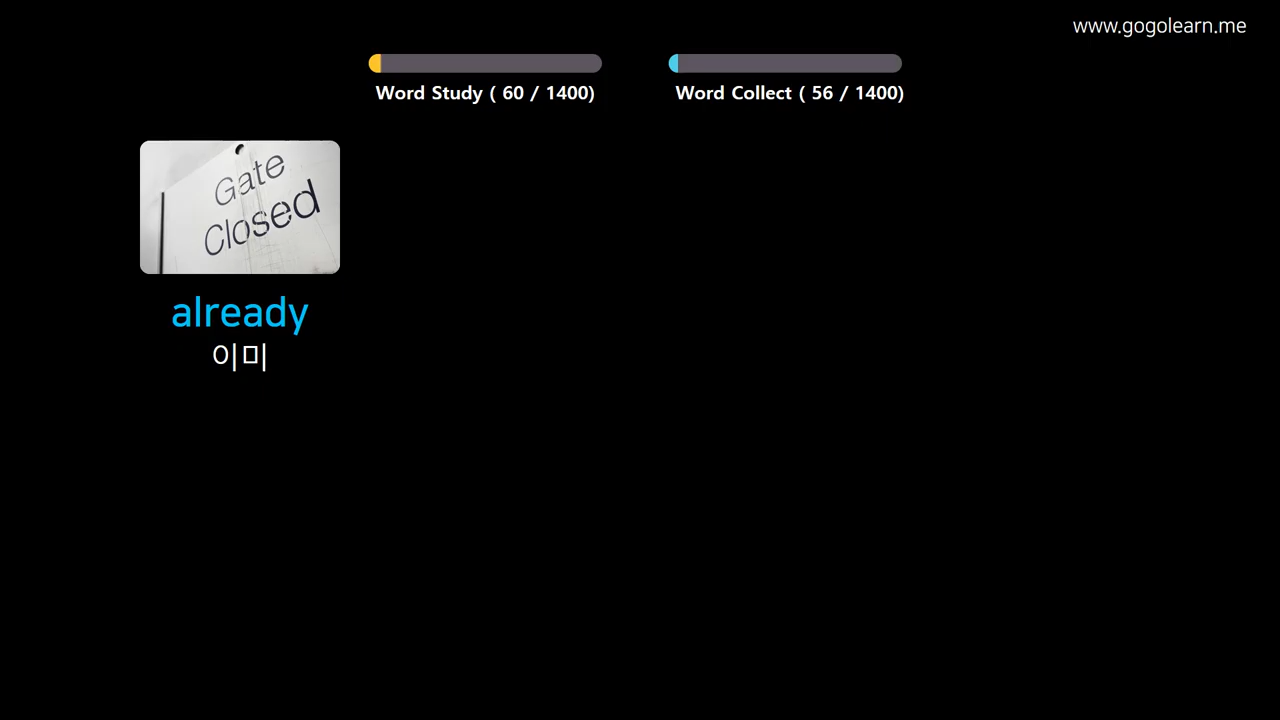 www.gogolearn.me
Word Study ( 60 / 1400)
Word Collect ( 56 / 1400)
Gate
Closed
already
이미